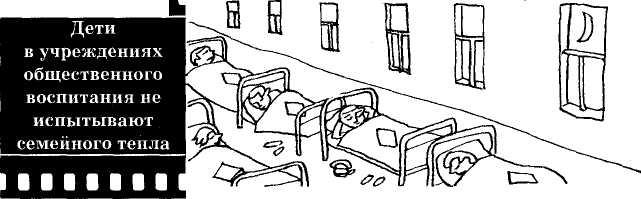 Дети
в учреждениях
общественного
воспитания не
испытывают
семейного тепла